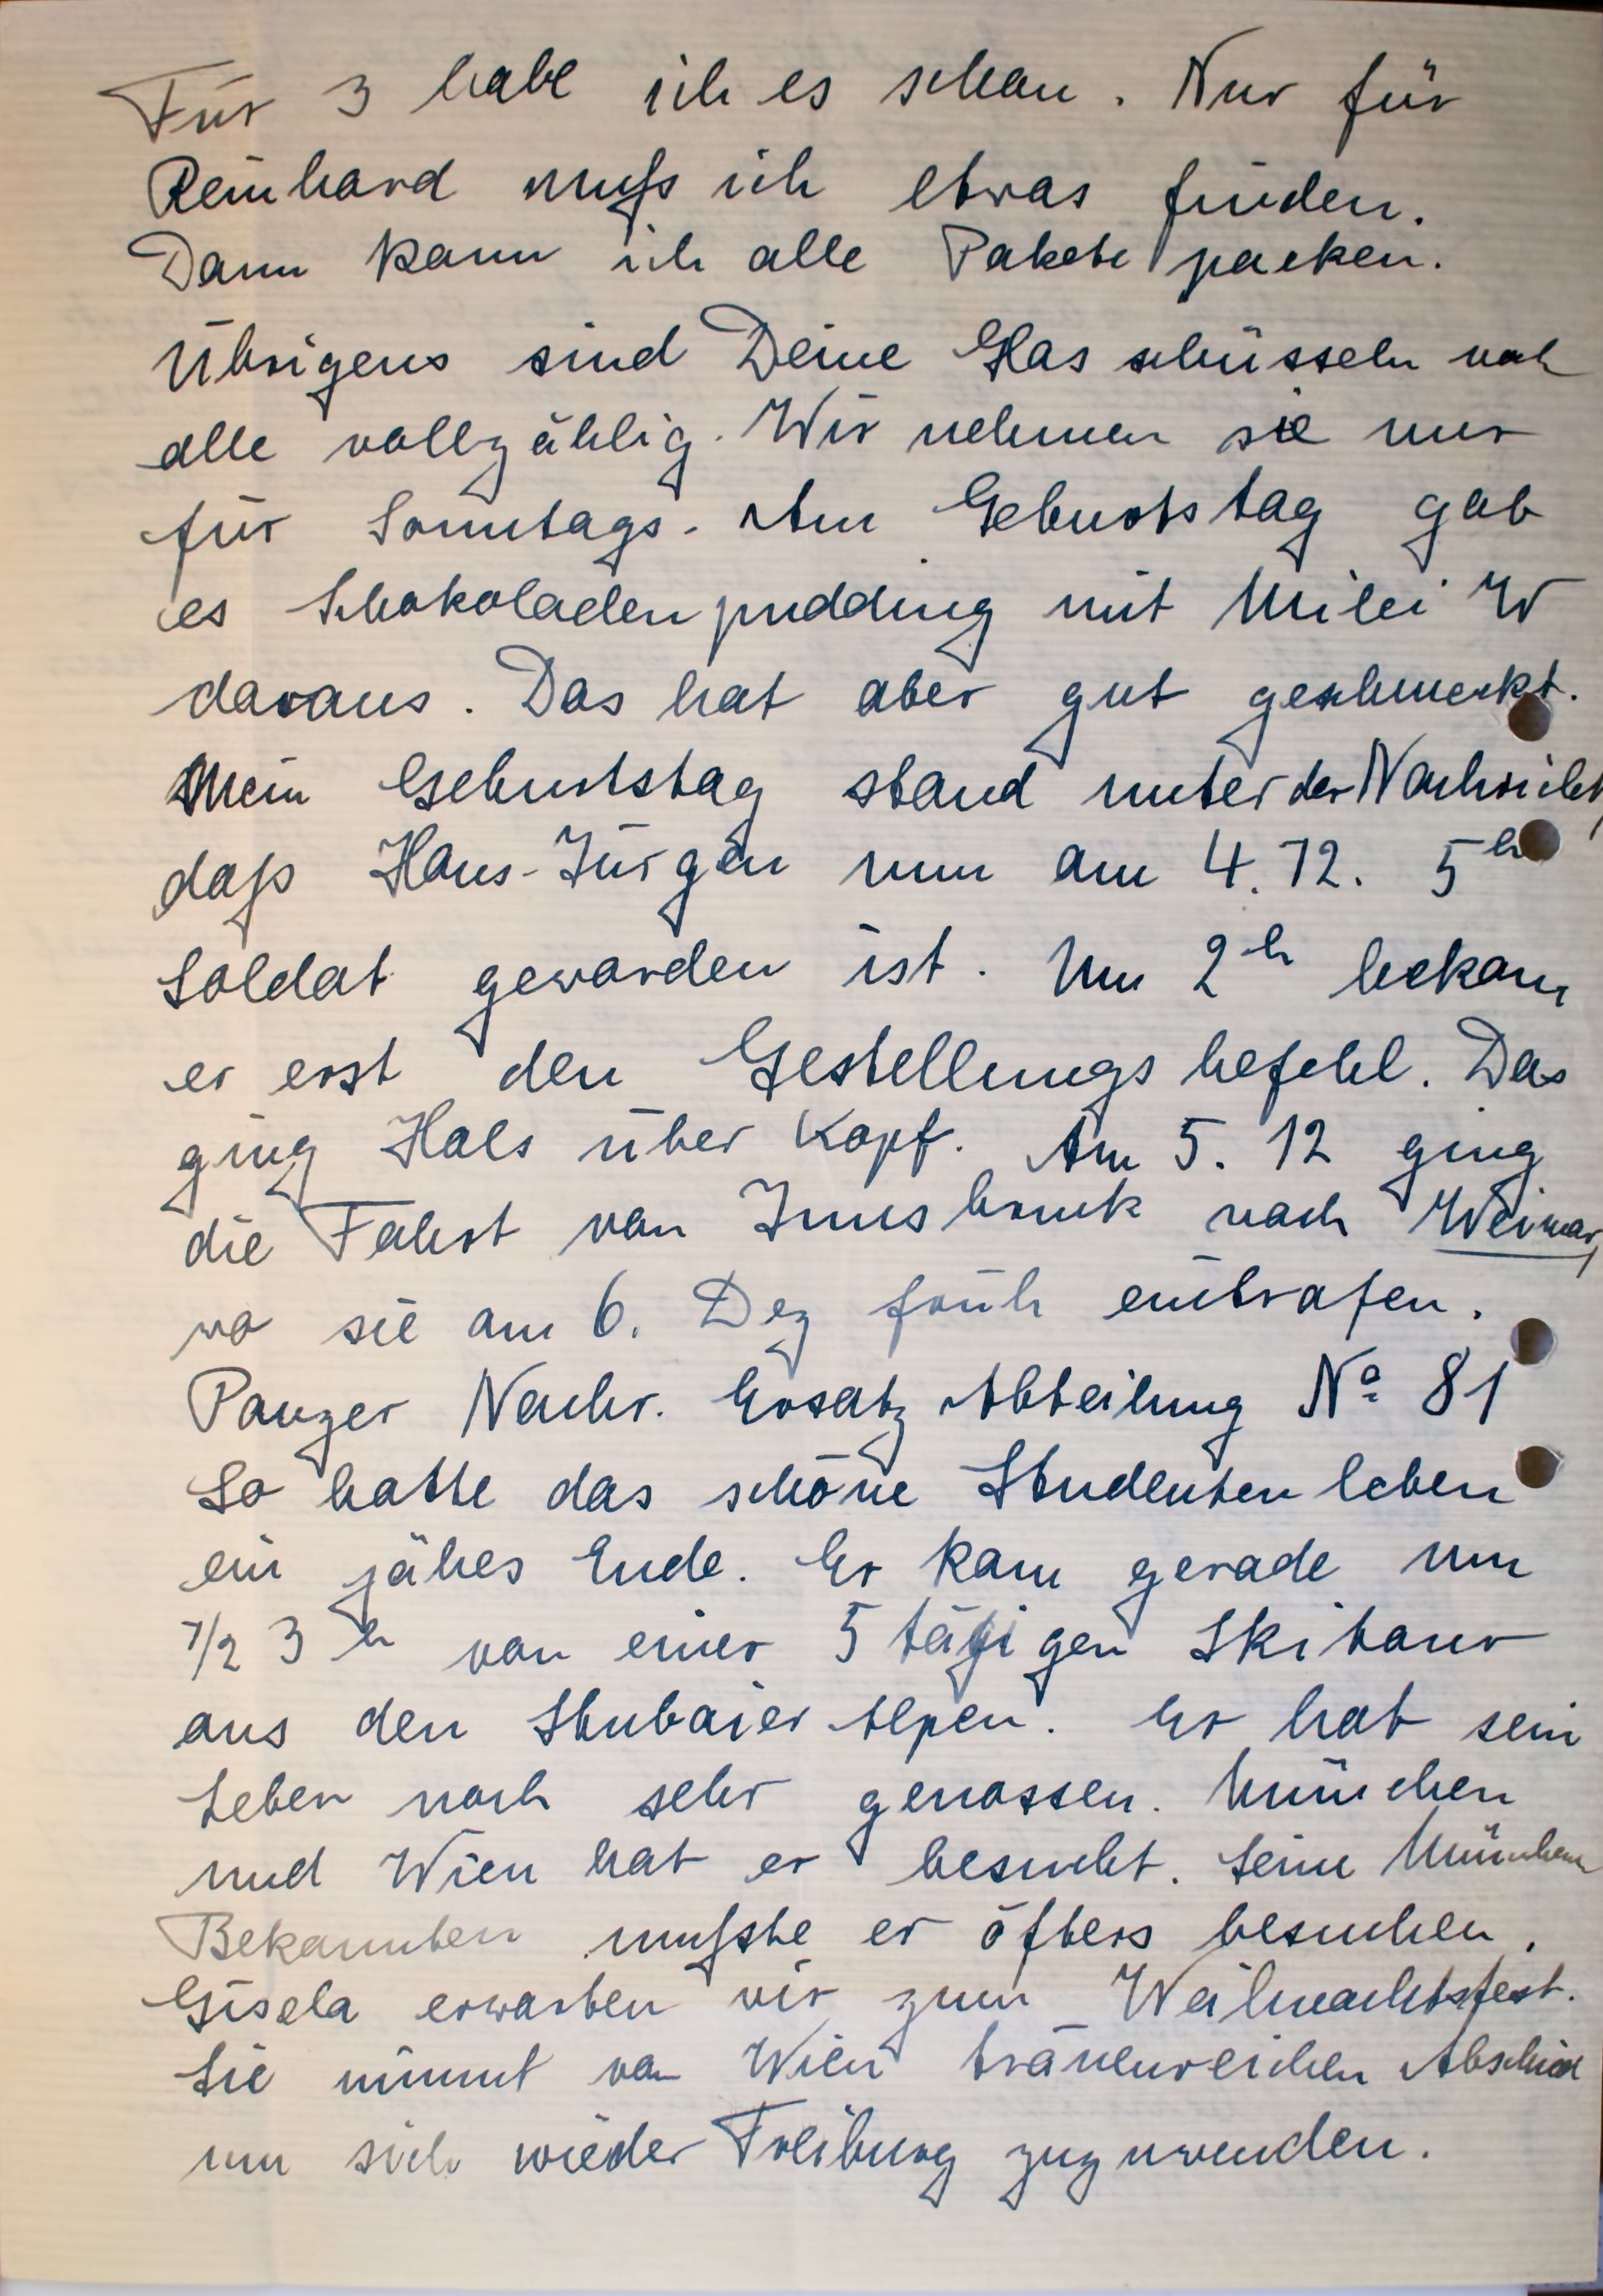 Für 3 habe ich es schon. Nur für
Reinhard muß ich etwas finden.
Dann kann ich alle Pakete packen.
Übrigens sind Deine Glasschüsseln noch
alle vollzählig. Wir nehmen sie nur
für Sonntags. Am Geburtstag gab
es Schokoladenpudding mit Milei W
daraus. Das hat aber gut geschmeckt.
Mein Geburtstag stand unter der Nachricht,
daß Hans-Jürgen nun am 4.12. 5h
Soldat geworden ist. Um 2h bekam
er erst den Gestellungsbefehl. Das
ging Hals über Kopf. Am 5. 12 ging
die Fahrt von Innsbruck nach Weimar,
wo sie am 6. Dez früh eintrafen.
Panzer Nachr. Ersatz Abteilung No 81
So hatte das schöne Studentenleben
ein jähes Ende. Er kam gerade um
1/2 3 h von einer 5 tägigen Skitour
aus den Stubaier Alpen. Er hat sein
Leben noch sehr genossen. München
und Wien hat er besucht. Seine Münchener
Bekannten mußte er öfters besuchen.
Gisela erwarten wir zum Weihnachtsfest.
Sie nimmt von Wien tränenreichen Abschied
um sich wieder Freiburg zuzuwenden.